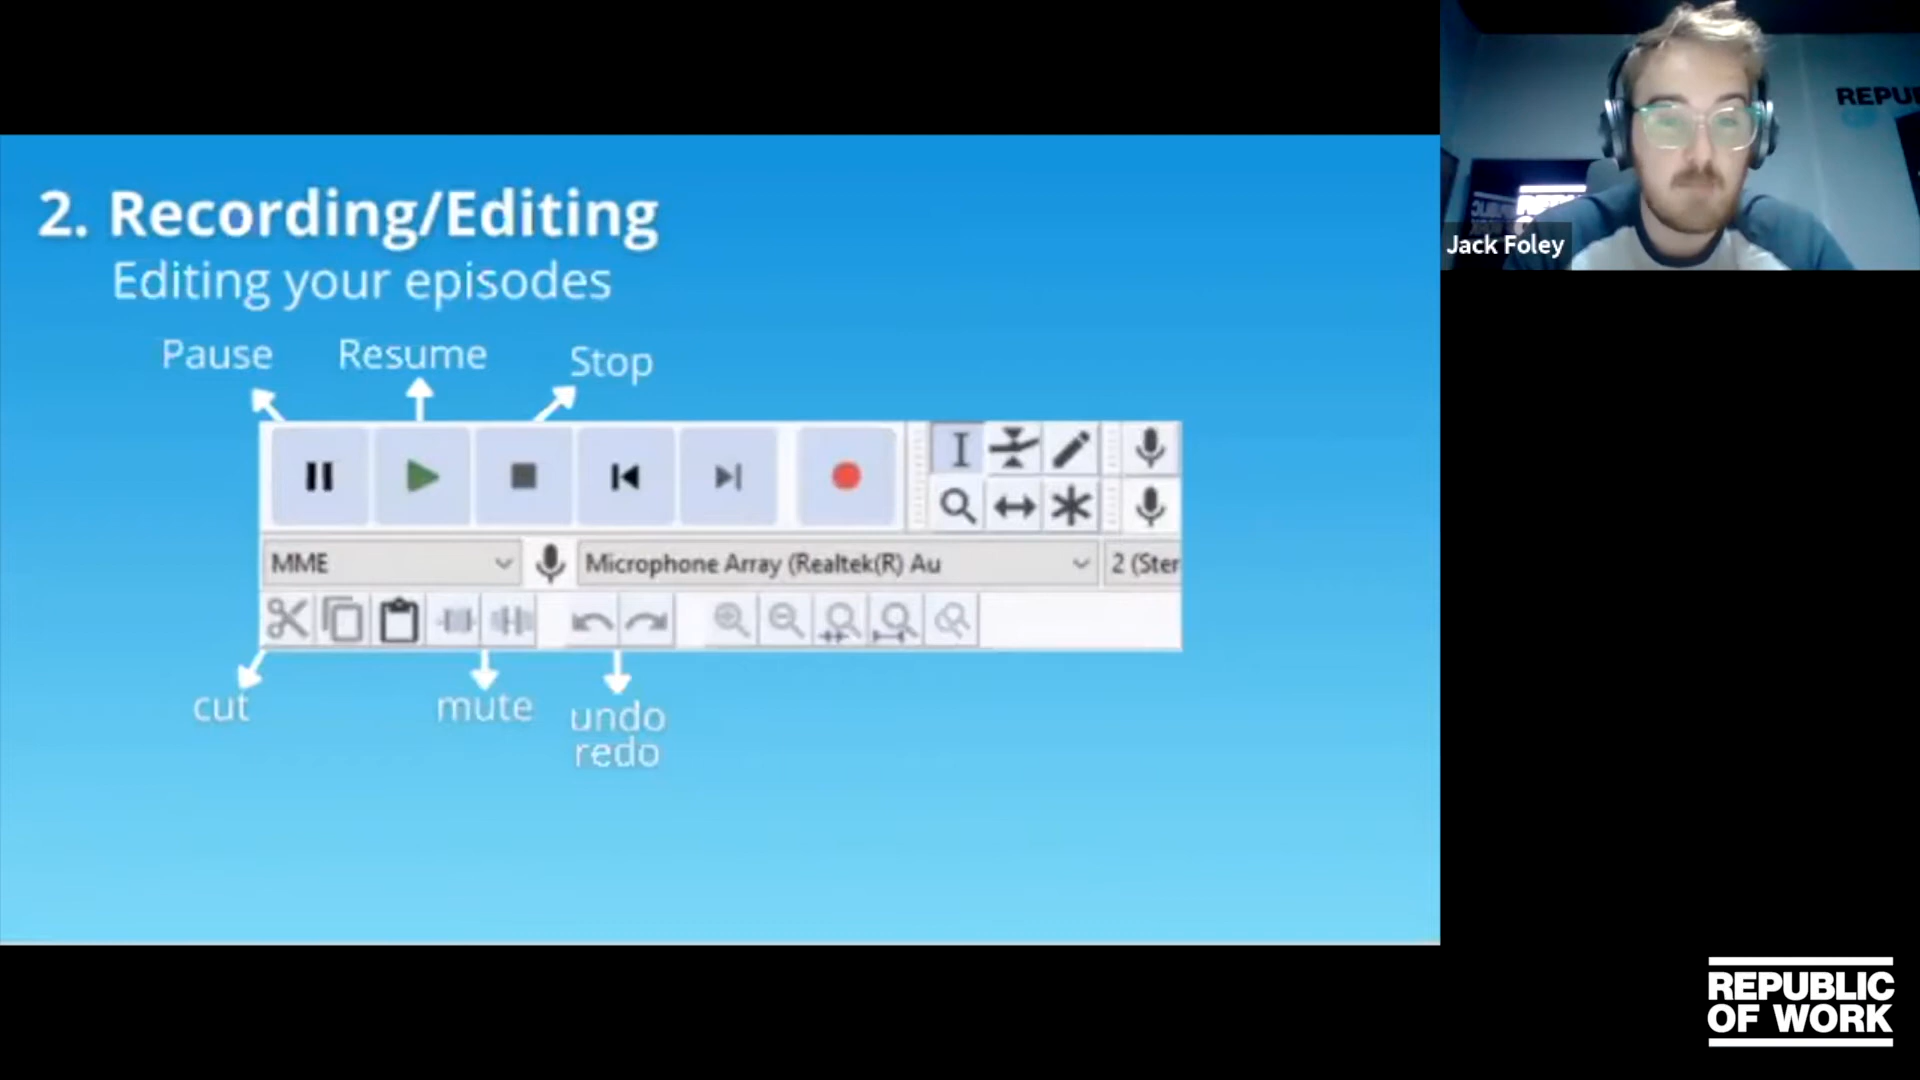 2. Recording/Editing
Editing your episodes
Pause
Resume
Stop
MME
Microphone Array (Realtek(R) Au
2 (Ster
cut
mute
undo
redo
REPU
Jack Foley
REPUBLIC
OF WORK